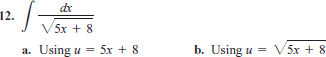 12. ∫ dx / √5x + 8
a. Using u = 5x + 8 b. Using u = √5x + 8